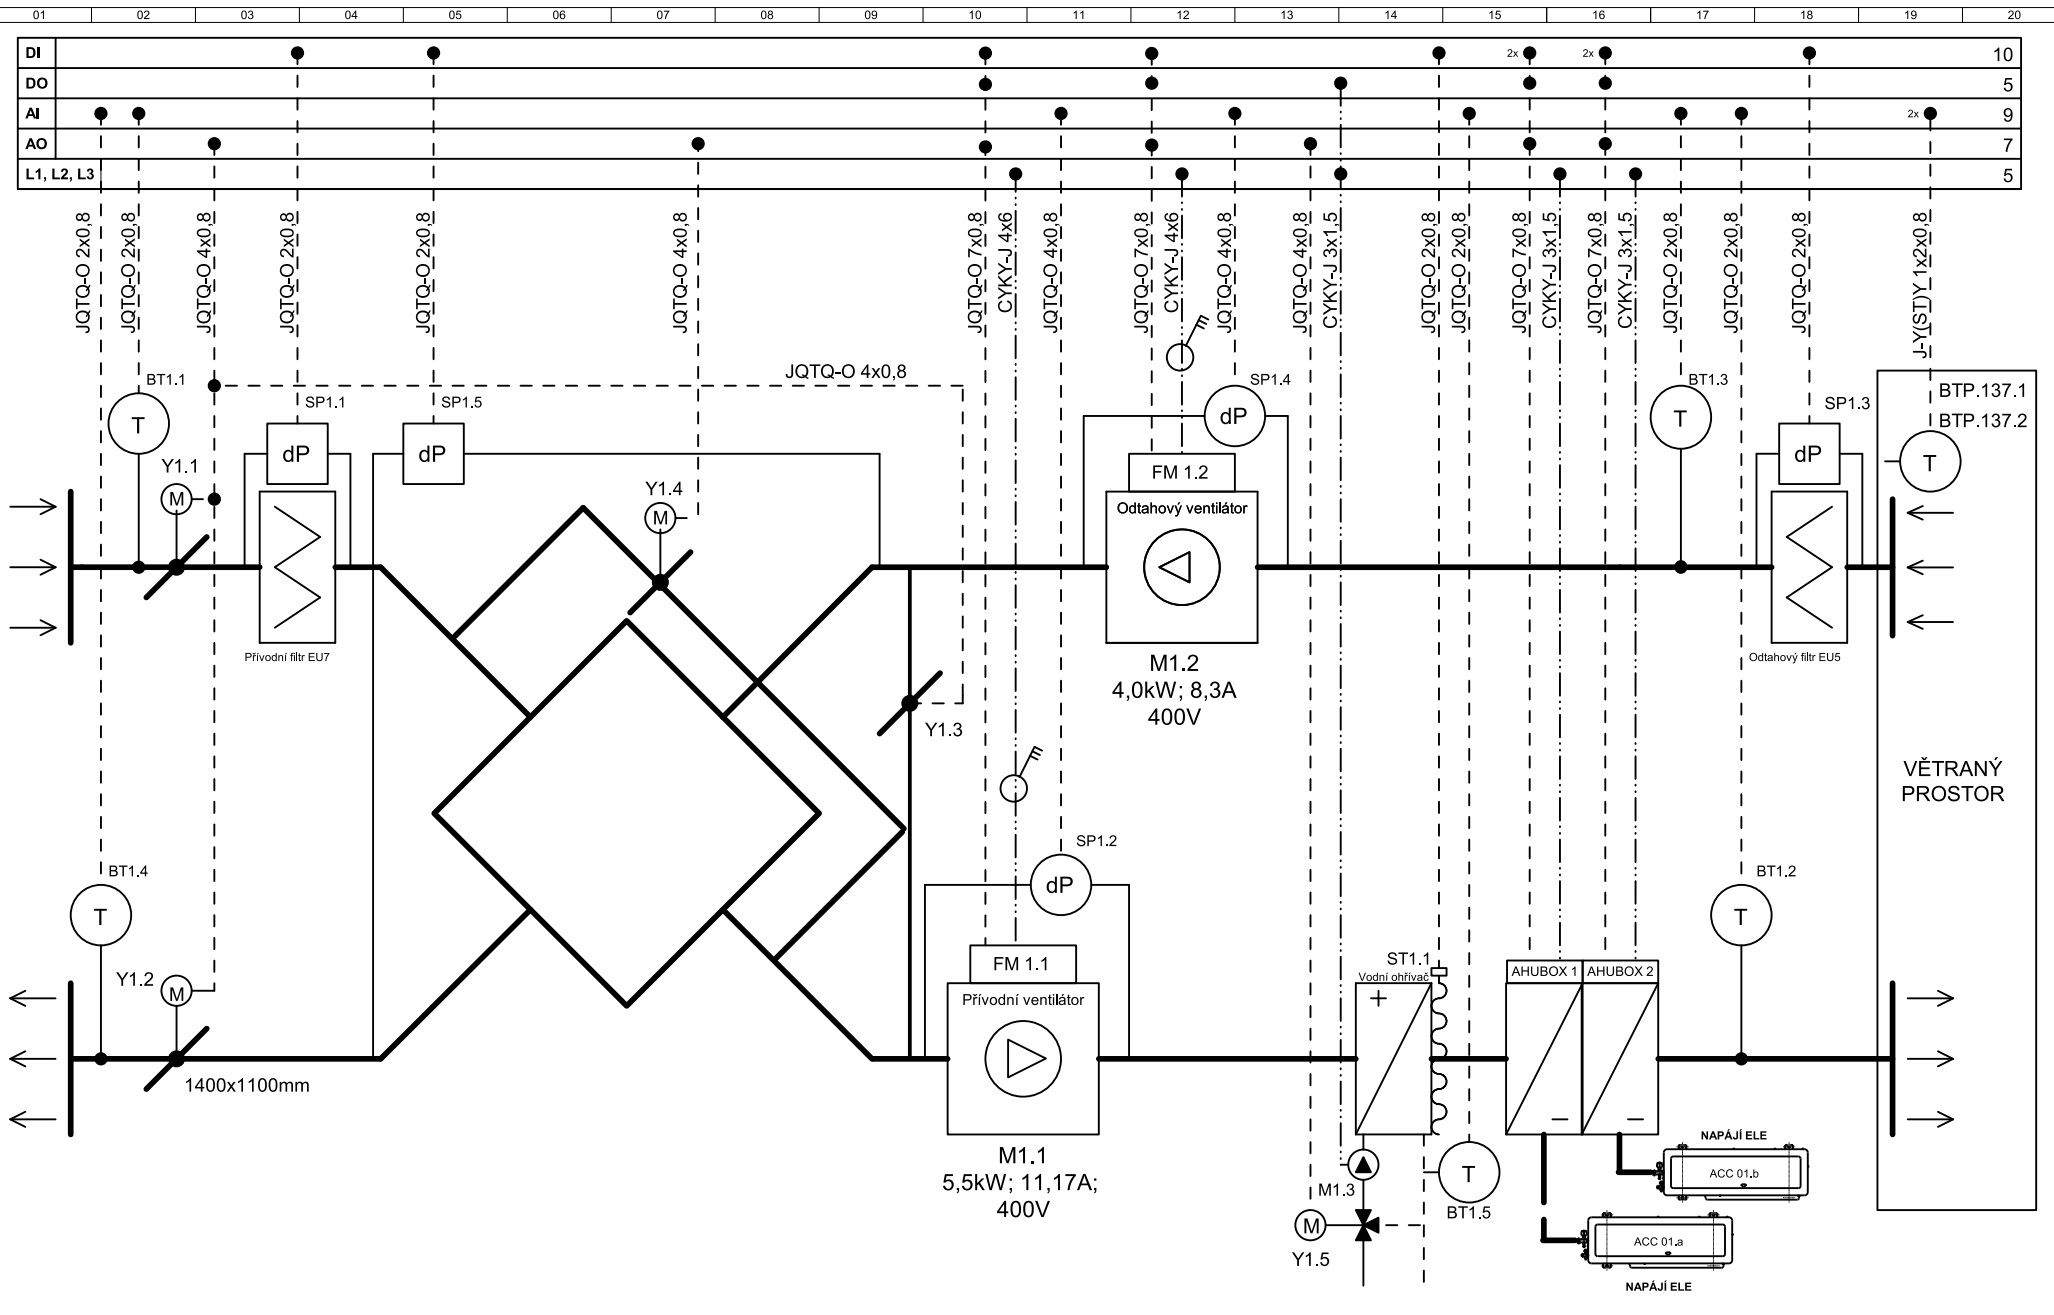 01 02 03 04 05 06 07 08 09 10 11 12 13 14 15 16 17 18 19 20
DI 2x 2x 10
DO 5
AI 2x 9
AO 7
L1, L2, L3 5
JQTQ-O 2x0,8
JQTQ-O 2x0,8
JQTQ-O 4x0,8
JQTQ-O 2x0,8
JQTQ-O 2x0,8
JQTQ-O 4x0,8
JQTQ-O 7x0,8
CYKY-J 4x6
JQTQ-O 4x0,8
JQTQ-O 7x0,8
CYKY-J 4x6
JQTQ-O 4x0,8
JQTQ-O 4x0,8
CYKY-J 3x1,5
JQTQ-O 2x0,8
JQTQ-O 2x0,8
JQTQ-O 7x0,8
CYKY-J 3x1,5
JQTQ-O 7x0,8
CYKY-J 3x1,5
JQTQ-O 2x0,8
JQTQ-O 2x0,8
JQTQ-O 2x0,8
J-Y(ST)Y 1x2x0,8
JQTQ-O 4x0,8
BT1.1
T
SP1.1
dP
SP1.5
dP
SP1.4
dP
BT1.3
T
SP1.3
dP
BTP.137.1
BTP.137.2
T
Y1.1
M
Y1.4
M
FM 1.2
Odtahový ventilátor
Přívodní filtr EU7
Odtahový filtr EU5
M1.2
4,0kW; 8,3A
400V
Y1.3
VĚTRANÝ
PROSTOR
SP1.2
dP
BT1.4
T
BT1.2
T
Y1.2
M
1400x1100mm
FM 1.1
Přívodní ventilátor
ST1.1
Vodní ohřívač
+
AHUBOX 1 AHUBOX 2
M1.1
5,5kW; 11,17A;
400V
M1.3
T
BT1.5
M
Y1.5
NAPÁJÍ ELE
ACC 01.b
ACC 01.a
NAPÁJÍ ELE